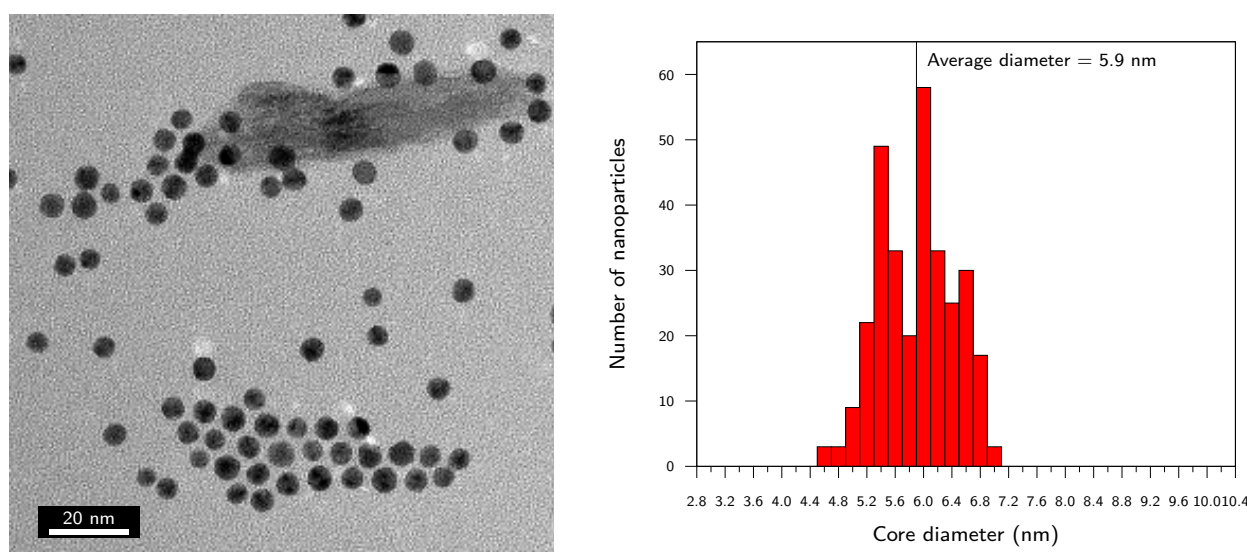 20 nm
Average diameter = 5.9 nm
Number of nanoparticles
60
50
40
30
20
10
0
2.8 3.2 3.6 4.0 4.4 4.8 5.2 5.6 6.0 6.4 6.8 7.2 7.6 8.0 8.4 8.8 9.2 9.6 10.0 10.4
Core diameter (nm)